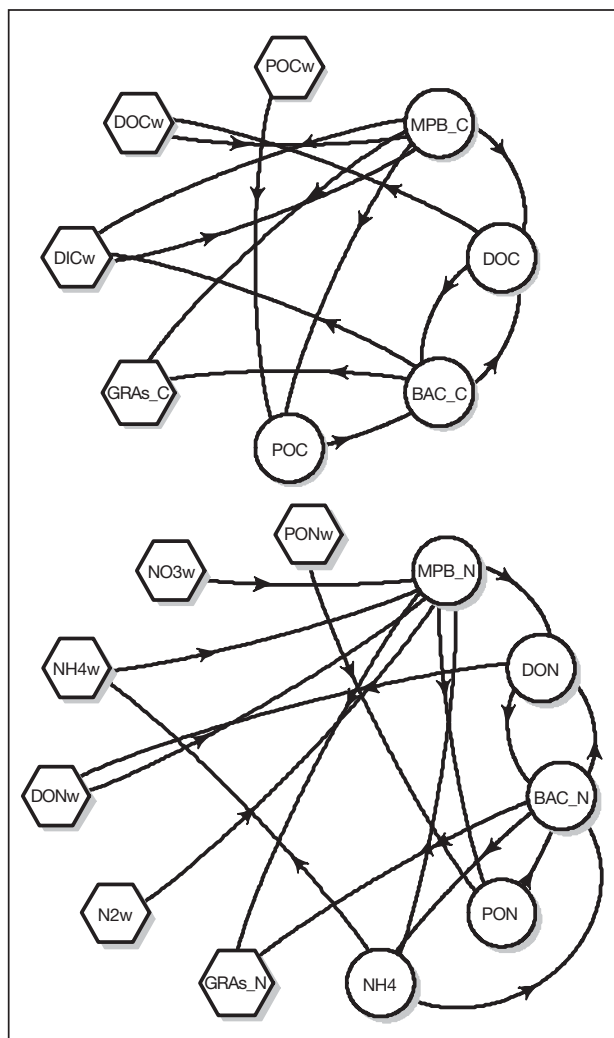 POCw
DOCw
MPB_C
DICw
DOC
GRAs_C
BAC_C
POC
PONw
NO3w
MPB_N
NH4w
DON
DONw
BAC_N
N2w
PON
GRAs_N
NH4